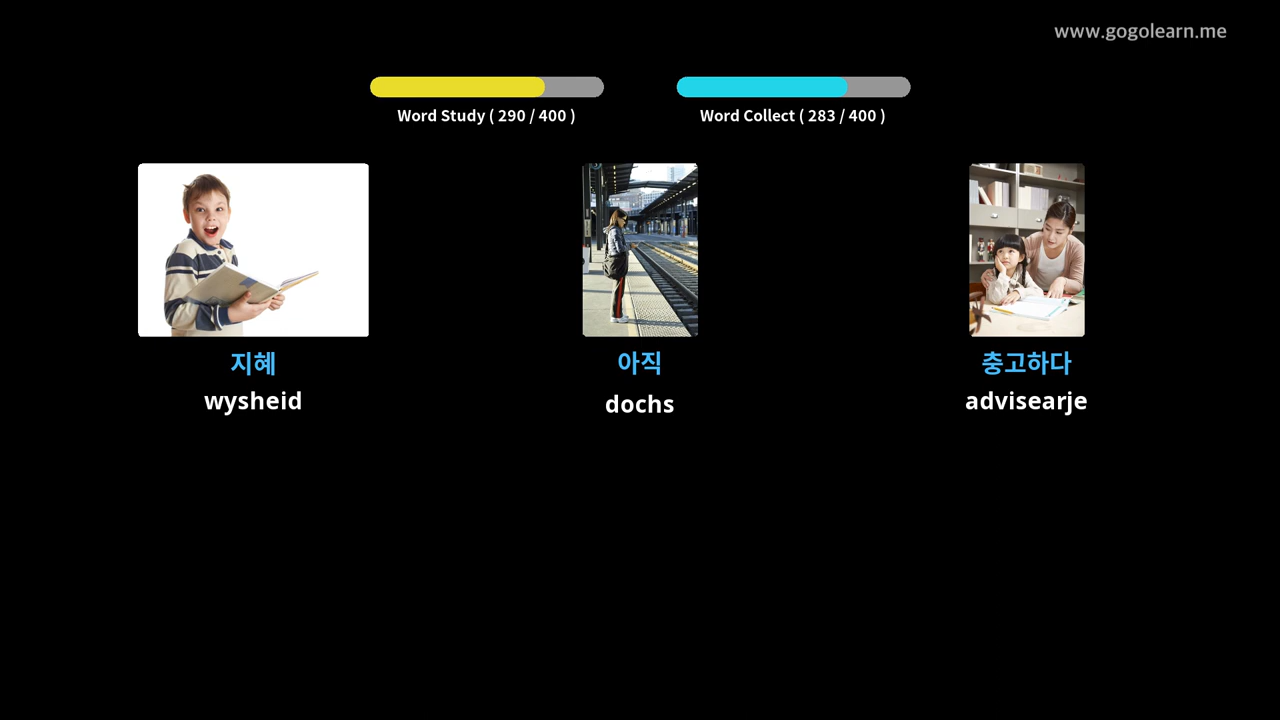 www.gogolearn.me
Word Study ( 290 / 400 )
Word Collect ( 283 / 400 )
지혜
wysheid
아직
dochs
충고하다
advisearje